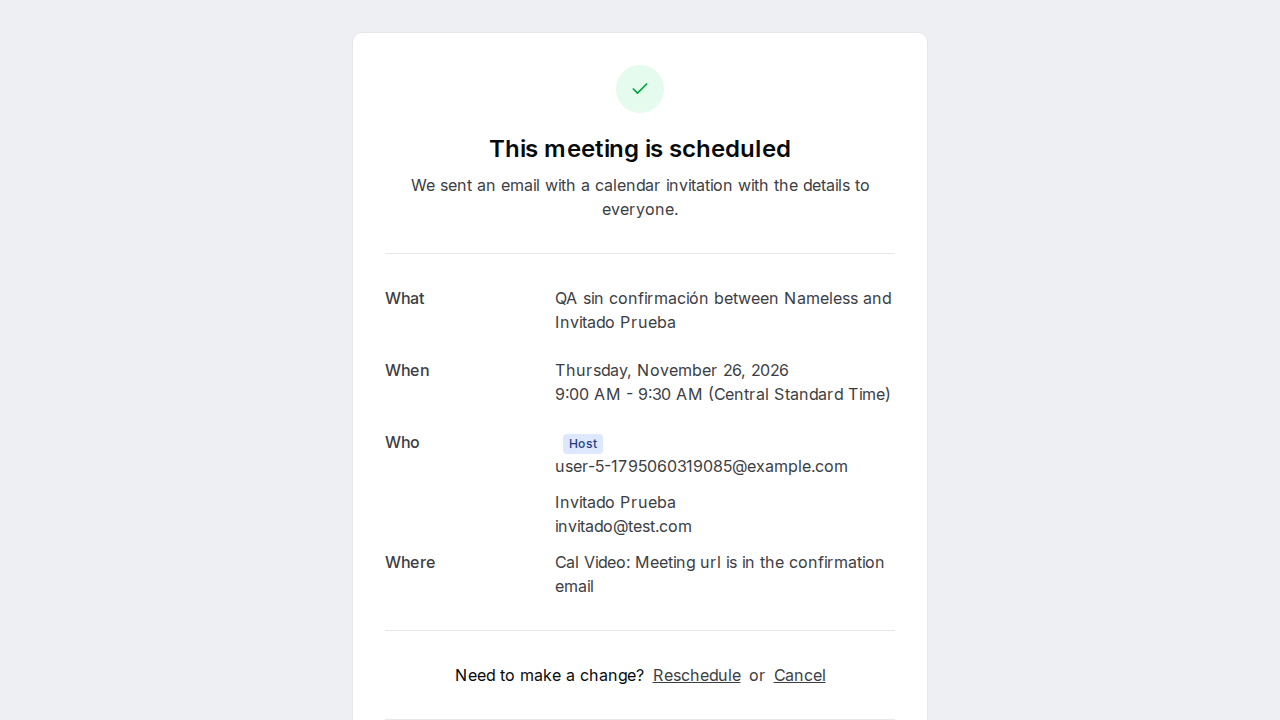 This meeting is scheduled
We sent an email with a calendar invitation with the details to
everyone.
What
QA sin confirmación between Nameless and
Invitado Prueba
When
Thursday, November 26, 2026
9:00 AM - 9:30 AM (Central Standard Time)
Who
Host
user-5-1795060319085@example.com
Invitado Prueba
invitado@test.com
Where
Cal Video: Meeting url is in the confirmation
email
Need to make a change? Reschedule or Cancel